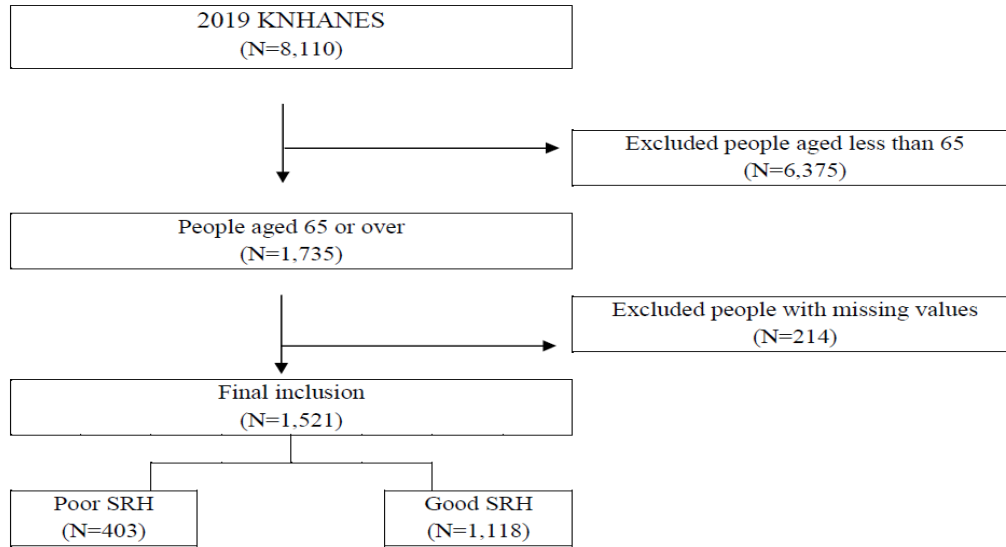 2019 KNHANES
(N=8,110)
Excluded people aged less than 65
(N=6,375)
People aged 65 or over
(N=1,735)
Excluded people with missing values
(N=214)
Final inclusion
(N=1,521)
Poor SRH
(N=403)
Good SRH
(N=1,118)